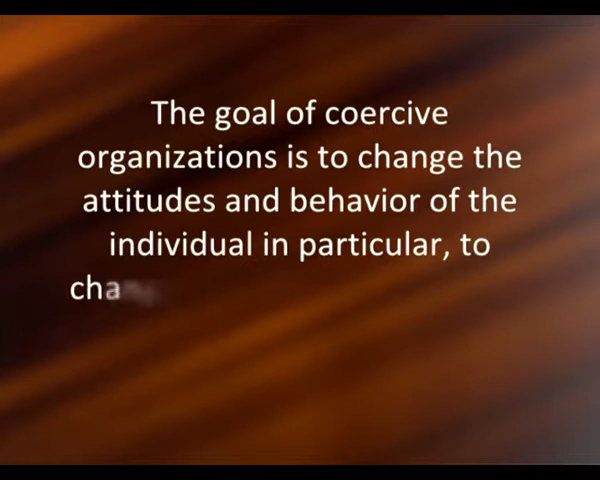 The goal of coercive
organizations is to change the
attitudes and behavior of the
individual in particular, to